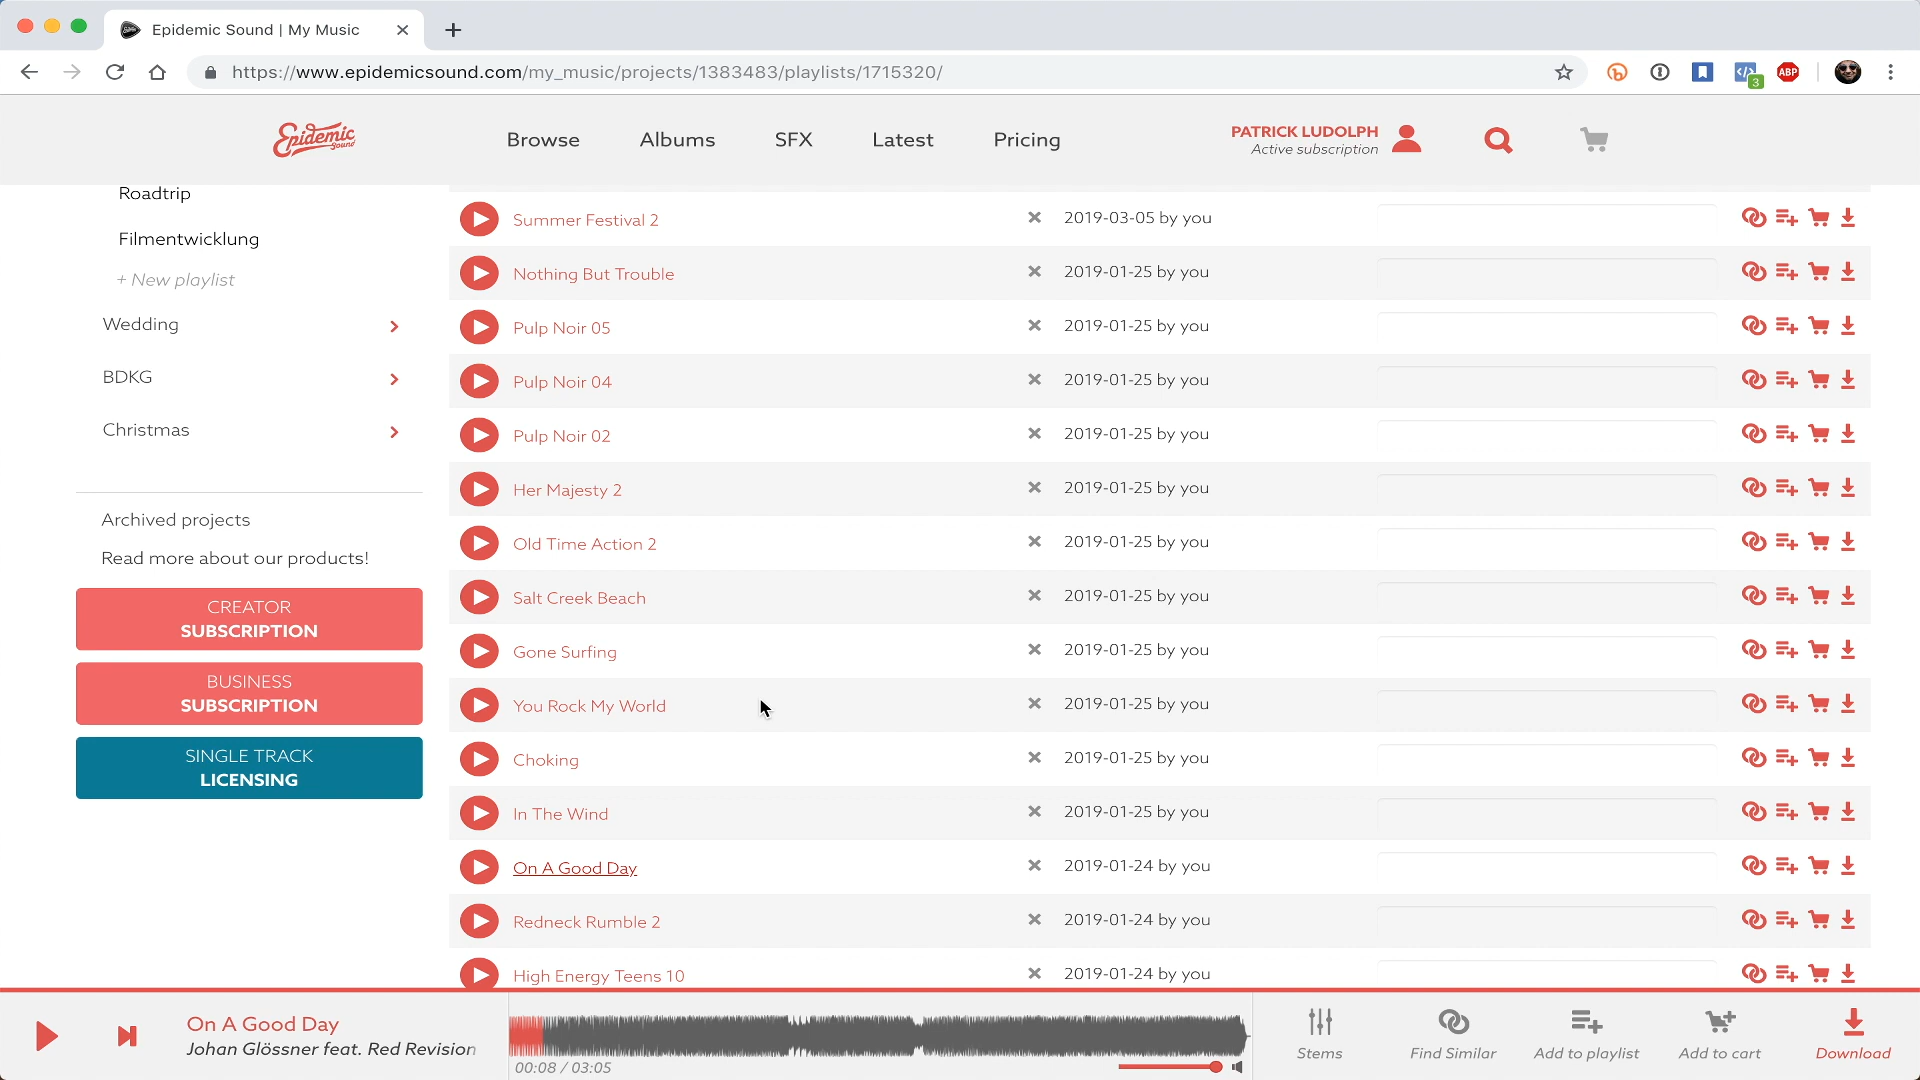 Epidemic Sound | My Music
https://www.epidemicsound.com/my_music/projects/1383483/playlists/1715320/
3
ABP
Epidemic
Sound
Browse
Albums
SFX
Latest
Pricing
PATRICK LUDOLPH
Active subscription
Roadtrip
Filmentwicklung
+ New playlist
Wedding
BDKG
Christmas
Archived projects
Read more about our products!
CREATOR
SUBSCRIPTION
BUSINESS
SUBSCRIPTION
SINGLE TRACK
LICENSING
Summer Festival 2 2019-03-05 by you
Nothing But Trouble 2019-01-25 by you
Pulp Noir 05 2019-01-25 by you
Pulp Noir 04 2019-01-25 by you
Pulp Noir 02 2019-01-25 by you
Her Majesty 2 2019-01-25 by you
Old Time Action 2 2019-01-25 by you
Salt Creek Beach 2019-01-25 by you
Gone Surfing 2019-01-25 by you
You Rock My World 2019-01-25 by you
Choking 2019-01-25 by you
In The Wind 2019-01-25 by you
On A Good Day 2019-01-24 by you
Redneck Rumble 2 2019-01-24 by you
High Energy Teens 10 2019-01-24 by you
On A Good Day
Johan Glössner feat. Red Revision
00:08 / 03:05
Stems
Find Similar
Add to playlist
Add to cart
Download